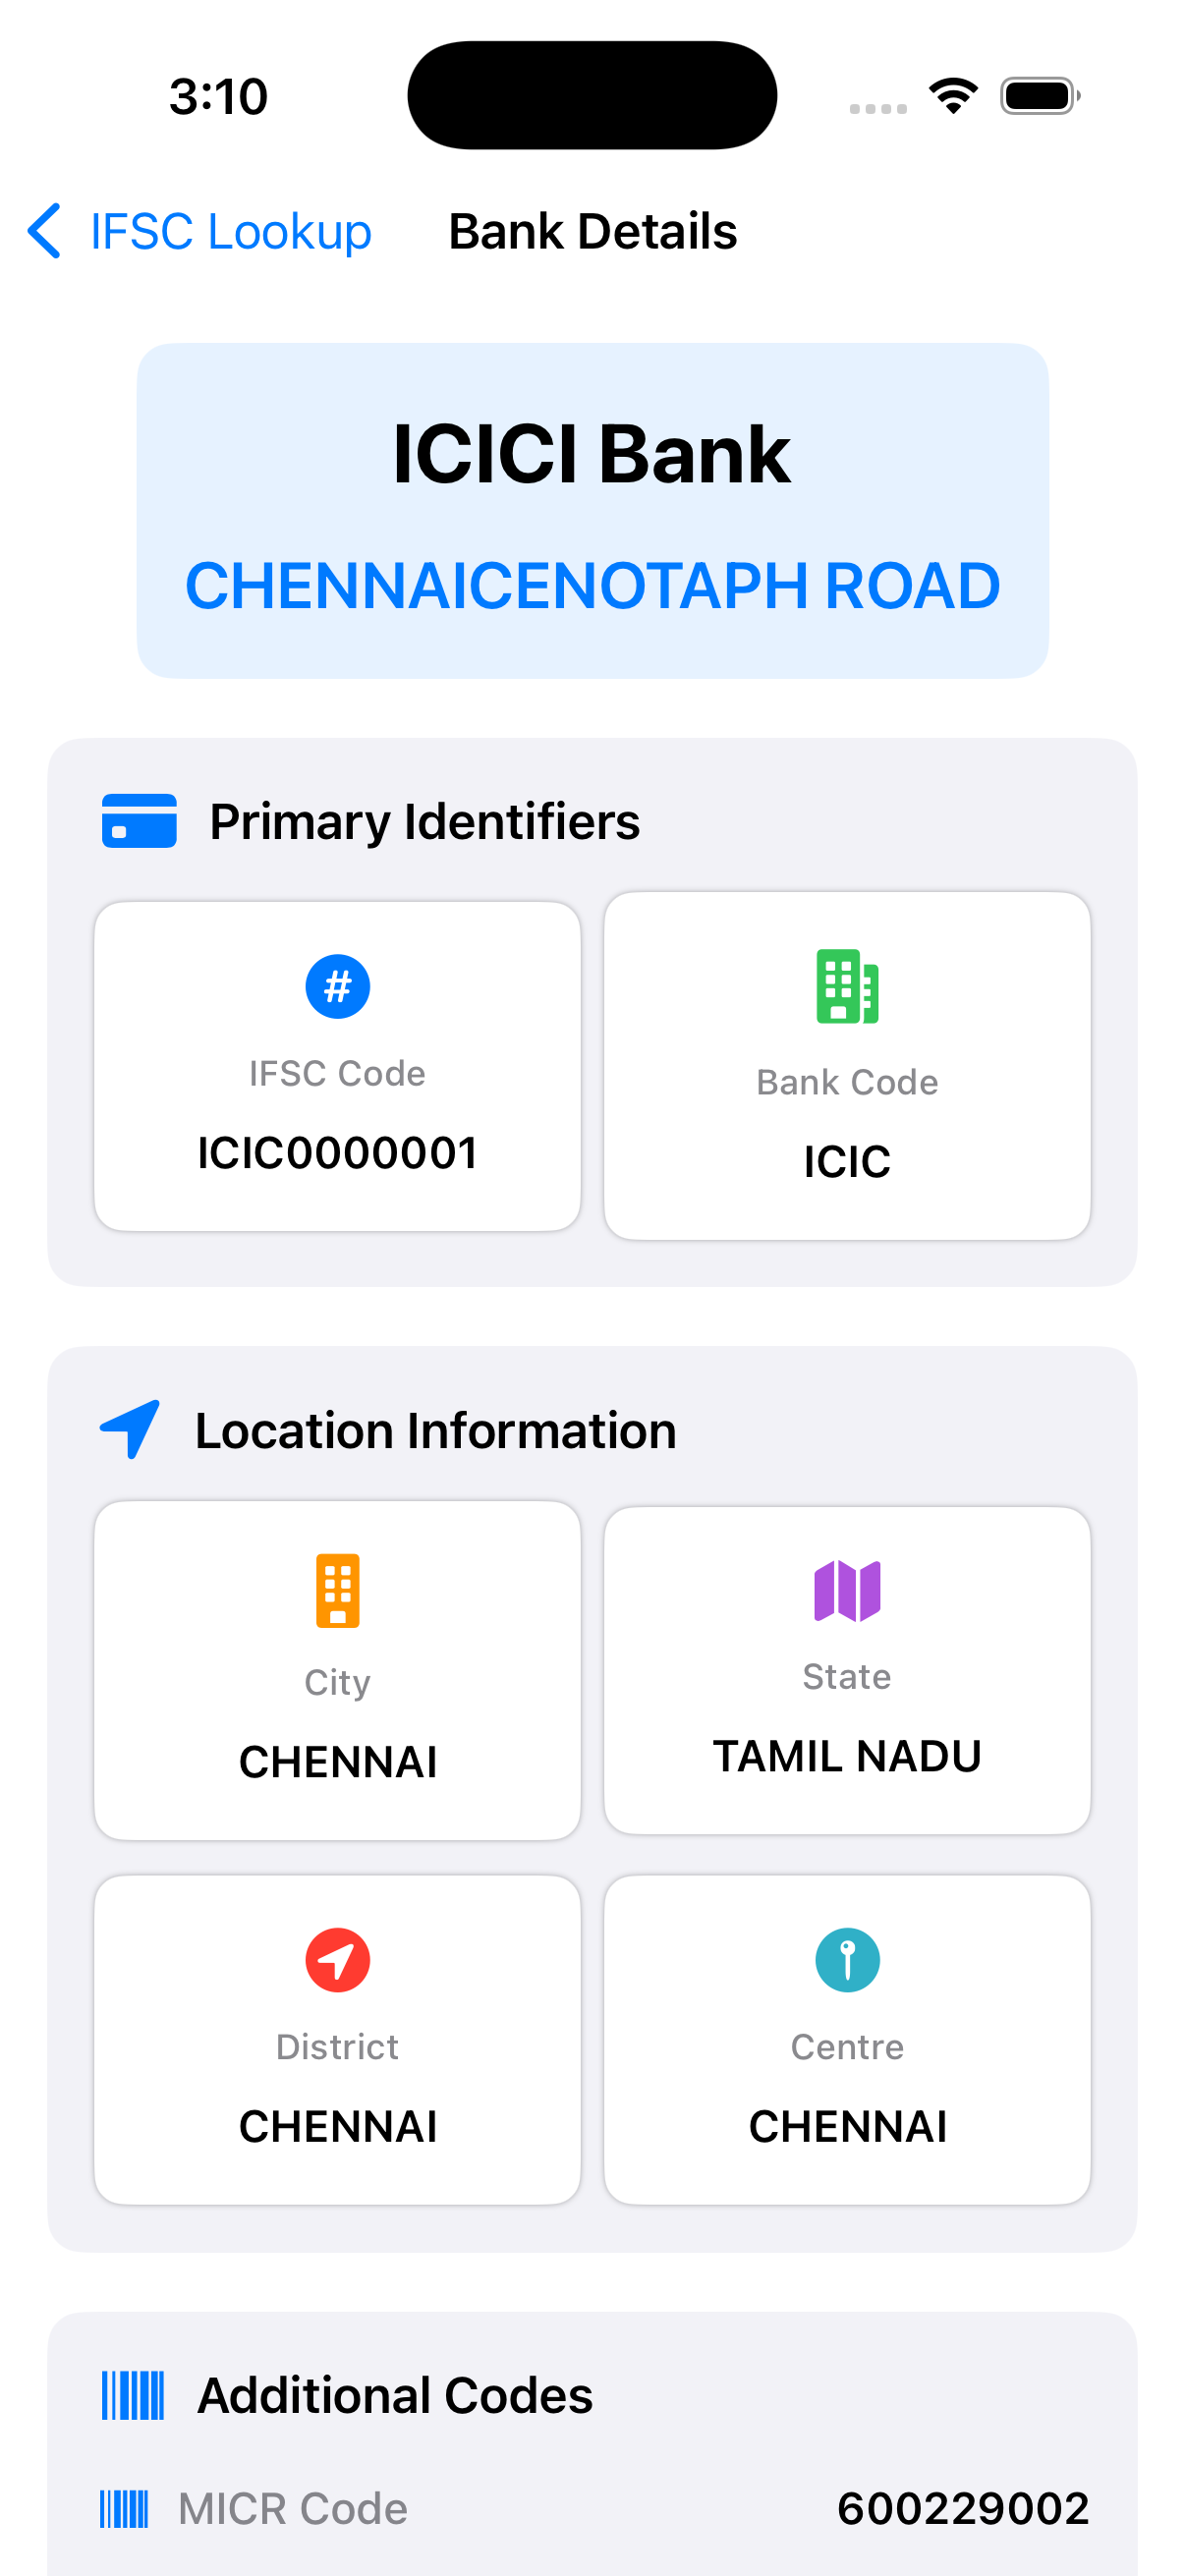 3:10
IFSC Lookup Bank Details
ICICI Bank
CHENNAICENOTAPH ROAD
Primary Identifiers
#
IFSC Code
ICIC0000001
Bank Code
ICIC
Location Information
City
CHENNAI
State
TAMIL NADU
District
CHENNAI
Centre
CHENNAI
Additional Codes
MICR Code 600229002